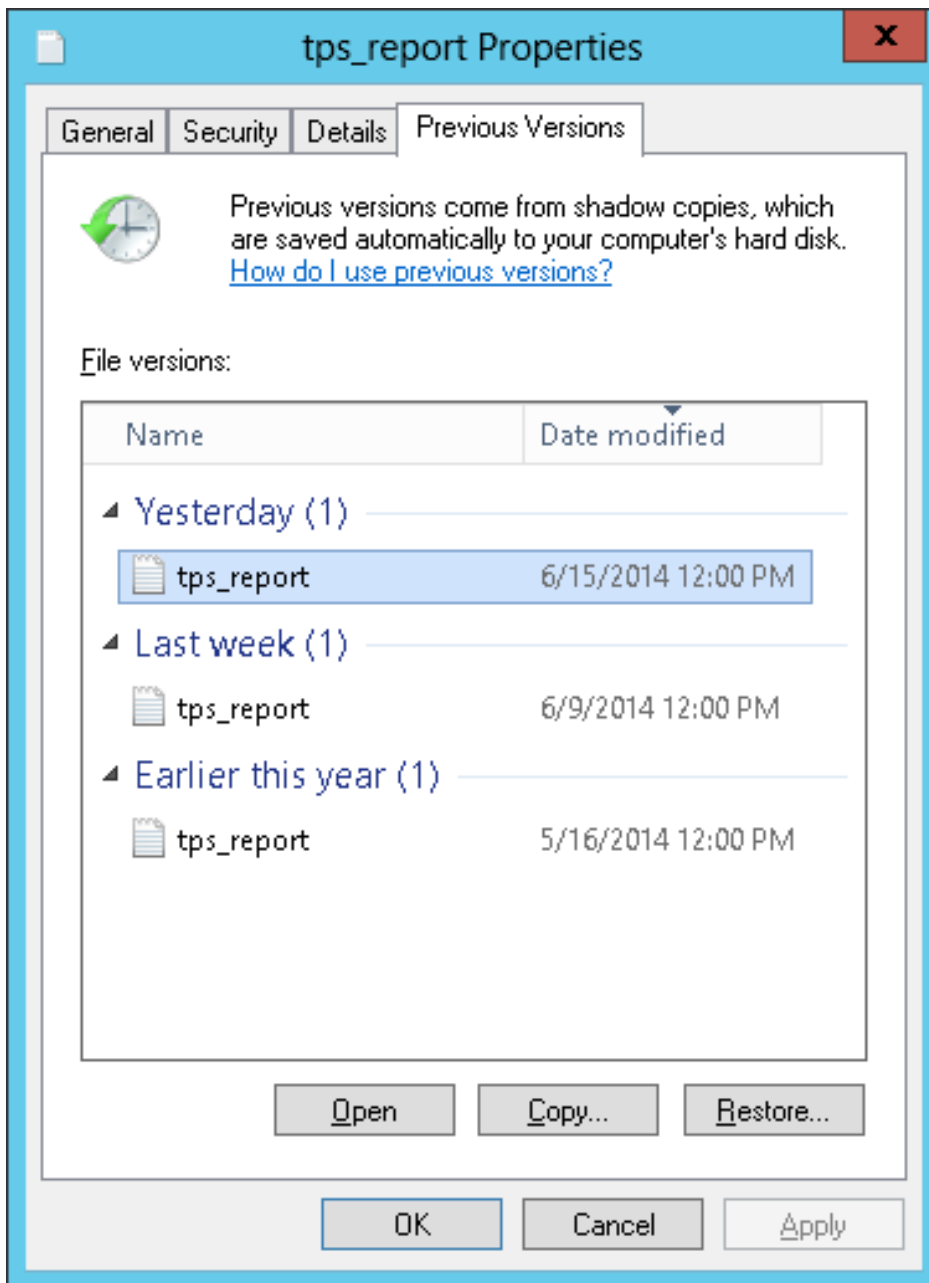 tps_report Properties
x
General Security Details Previous Versions
Previous versions come from shadow copies, which
are saved automatically to your computer's hard disk.
How do I use previous versions?
File versions:
Name Date modified
Yesterday (1)
tps_report 6/15/2014 12:00 PM
Last week (1)
tps_report 6/9/2014 12:00 PM
Earlier this year (1)
tps_report 5/16/2014 12:00 PM
Open Copy... Restore...
OK Cancel Apply